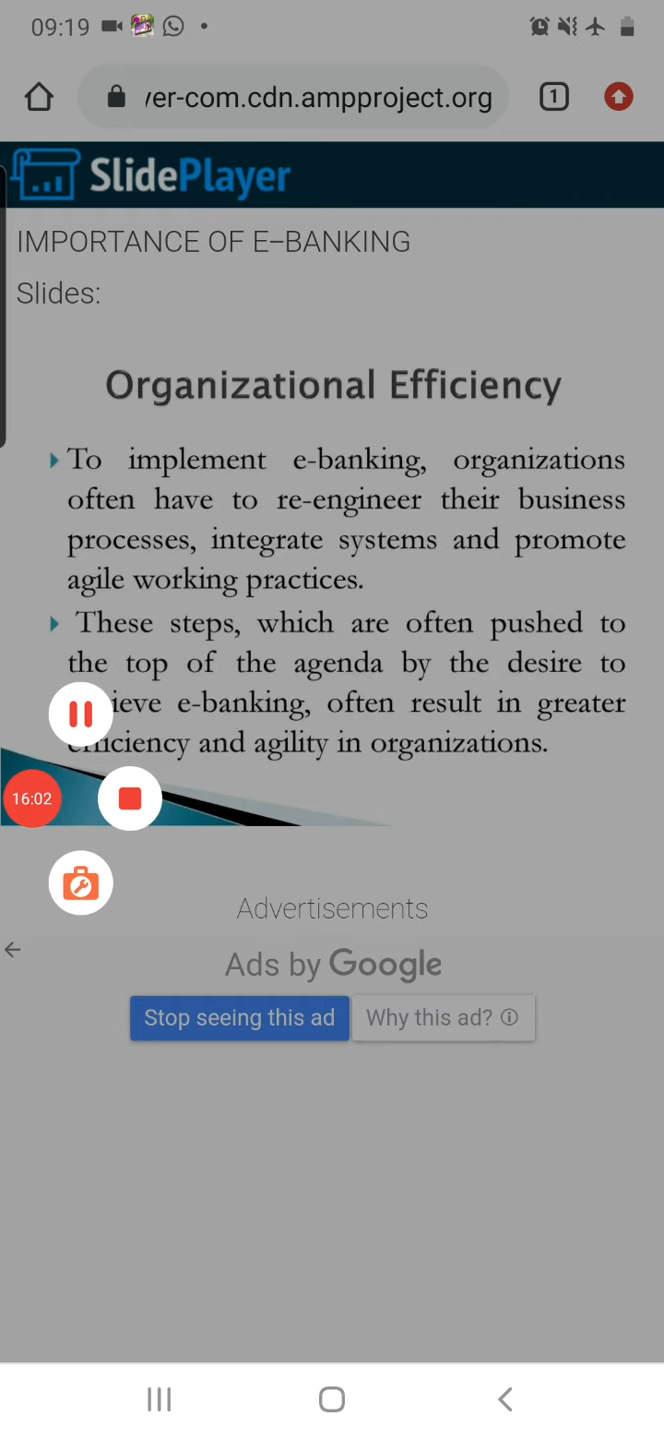 09:19
/er-com.cdn.ampproject.org
1
SlidePlayer
IMPORTANCE OF E-BANKING
Slides:
Organizational Efficiency
To implement e-banking, organizations
often have to re-engineer their business
processes, integrate systems and promote
agile working practices.
These steps, which are often pushed to
the top of the agenda by the desire to
e-banking, often result in greater
and agility in organizations.
16:02
Advertisements
Ads by Google
Stop seeing this ad
Why this ad?